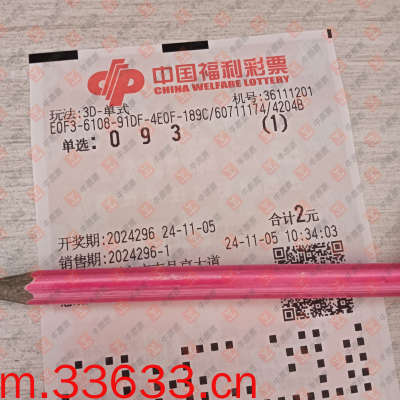 中国福利彩票
CHINA WELFARE LOTTERY
玩法:3D-单式
机号:36111201
E0F3-6108-91DF-4E0F-189C/60711174/4204B
单选: 0 9 3 (1)
合计2元
开奖期:2024296 24-11-05
销售期:2024296-1 24-11-05 10:34:03
大道
m.33633.cn